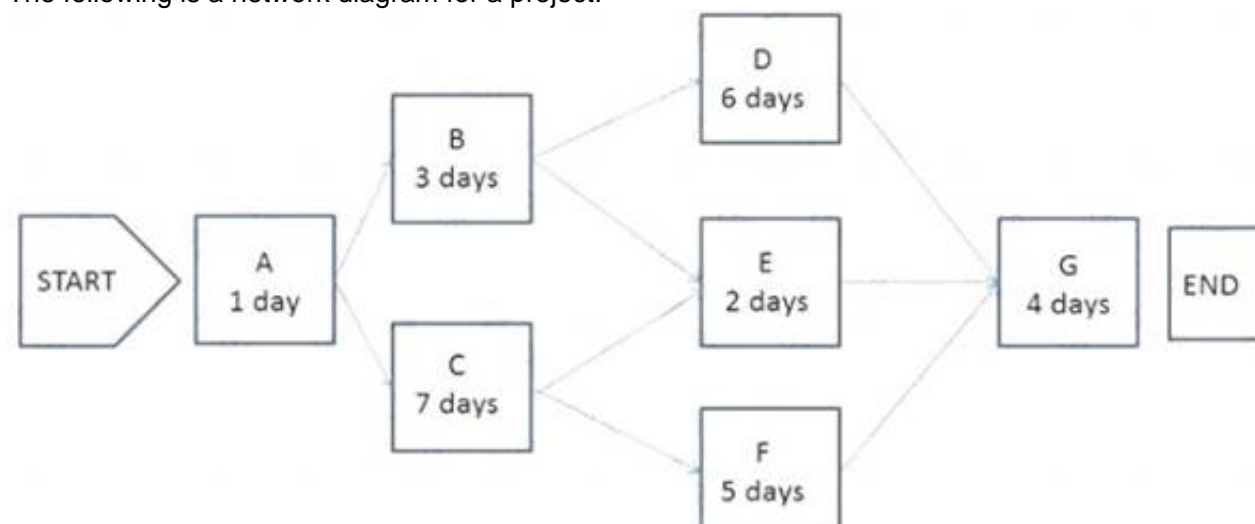 The following is a network diagram for a project:
START
A
1 day
B
3 days
C
7 days
D
6 days
E
2 days
F
5 days
G
4 days
END